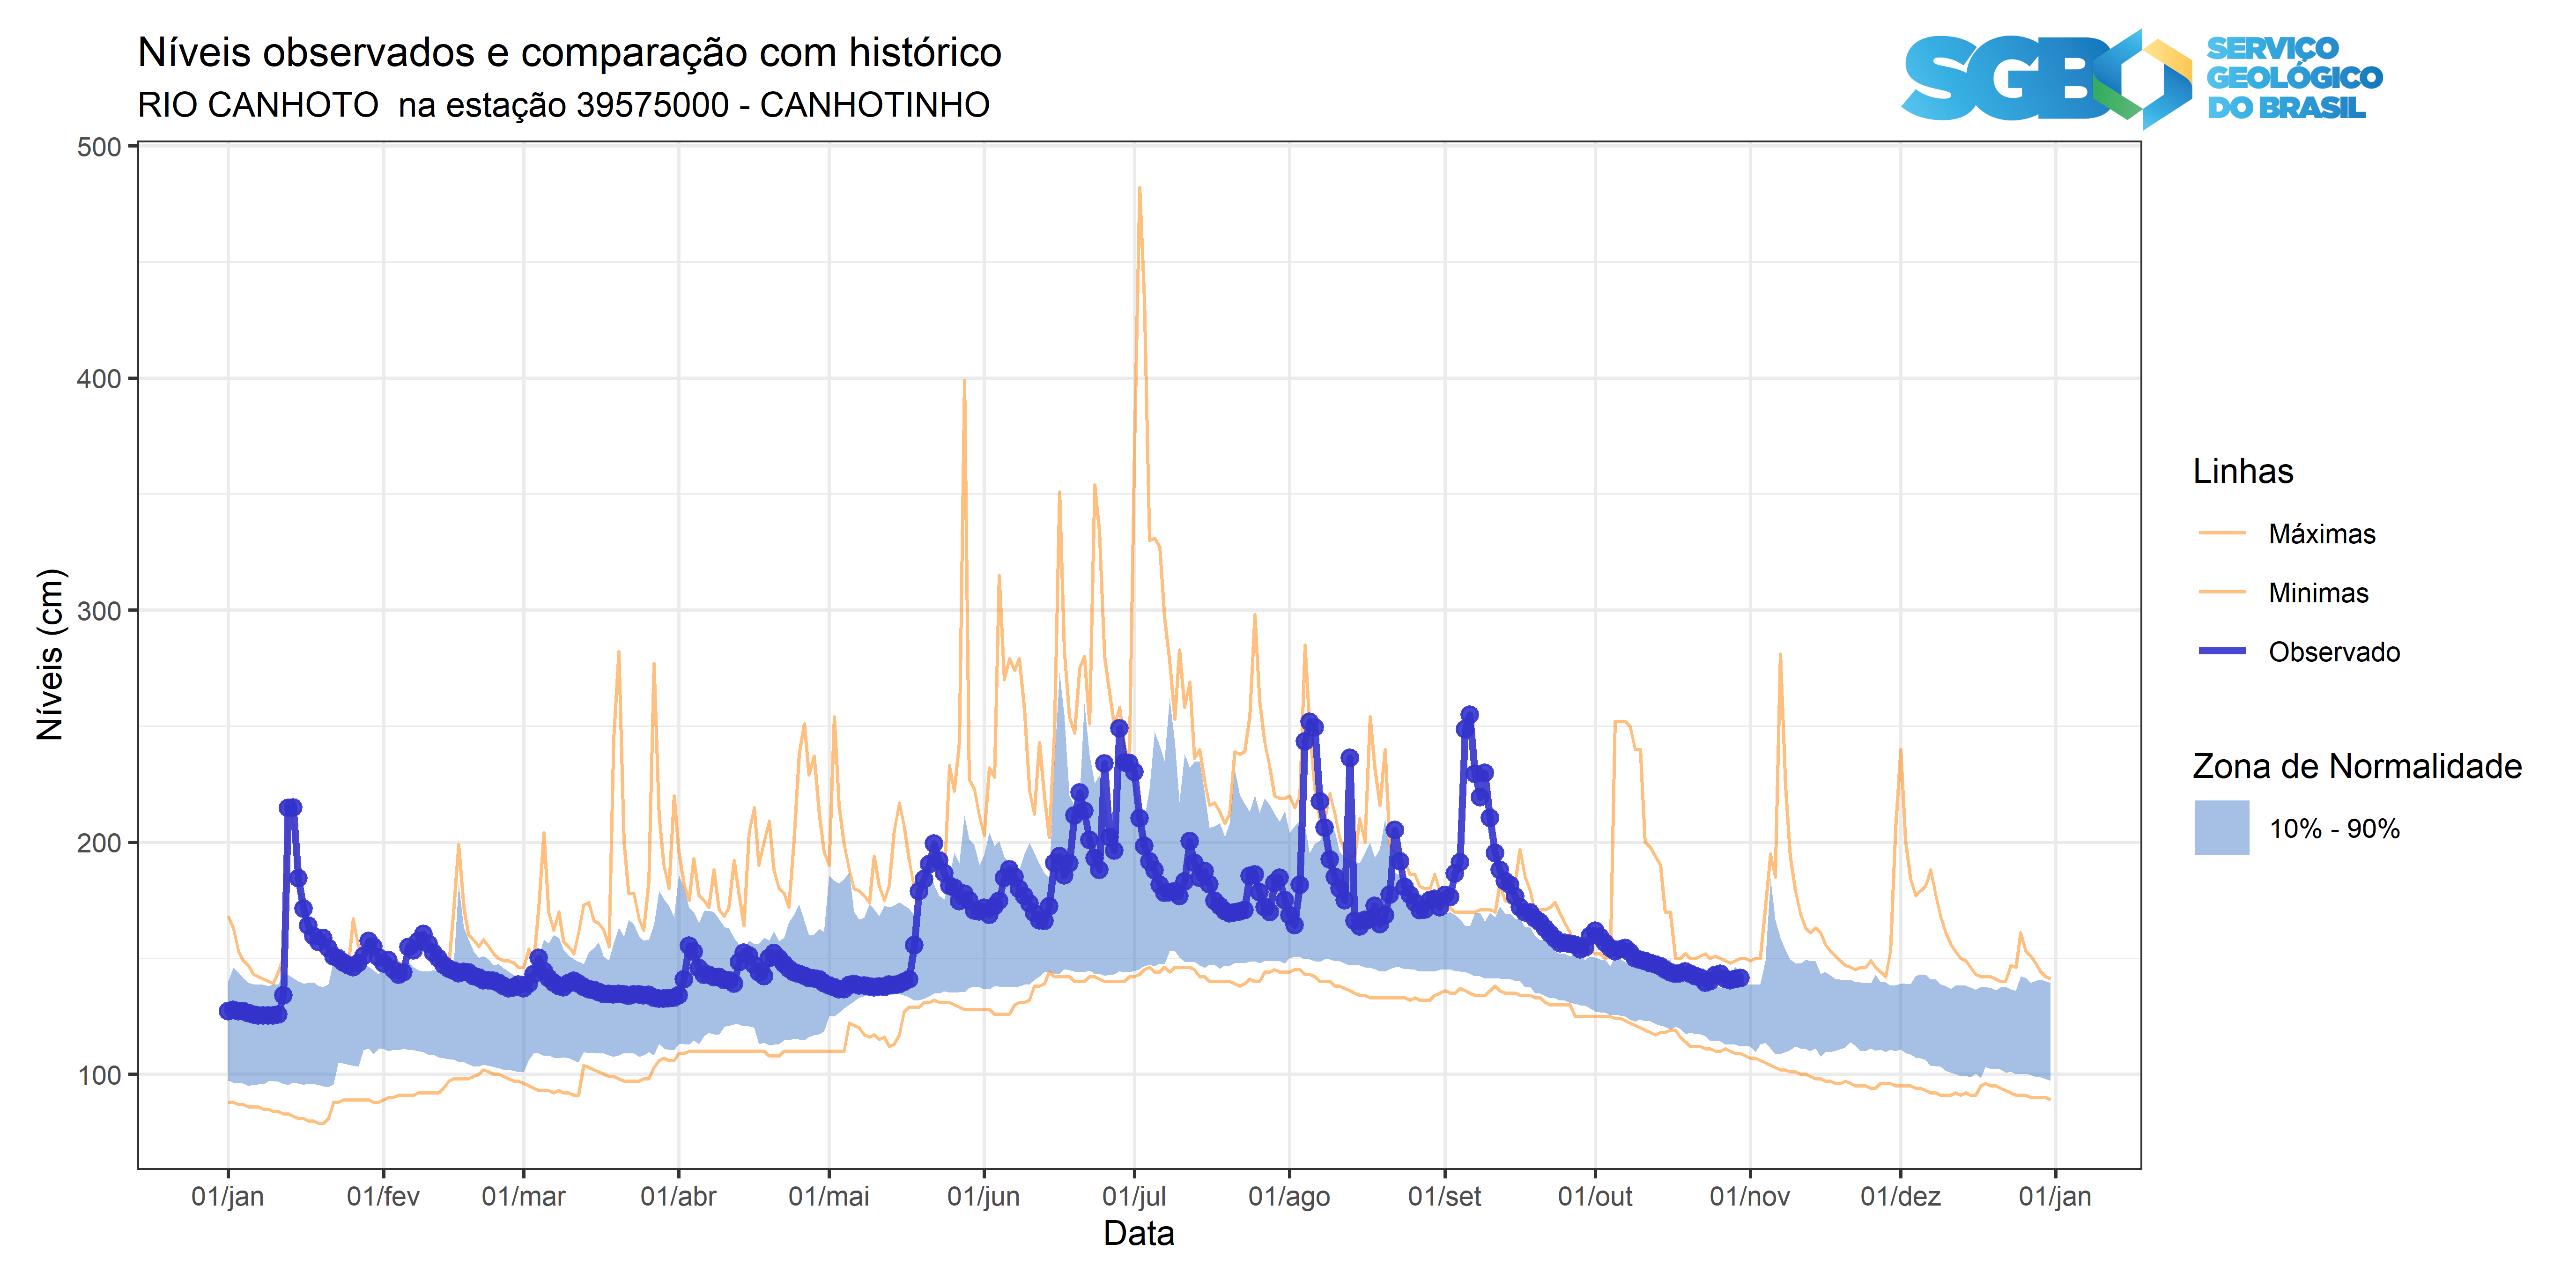 Níveis observados e comparação com histórico
RIO CANHOTO  na estação 39575000 - CANHOTINHO
SGB
SERVIÇO
GEOLÓGICO
DO BRASIL
500
400
300
200
100
Níveis (cm)
01/jan
01/fev
01/mar
01/abr
01/mai
01/jun
01/jul
01/ago
01/set
01/out
01/nov
01/dez
01/jan
Data
Linhas
Máximas
Minimas
Observado
Zona de Normalidade
10% - 90%